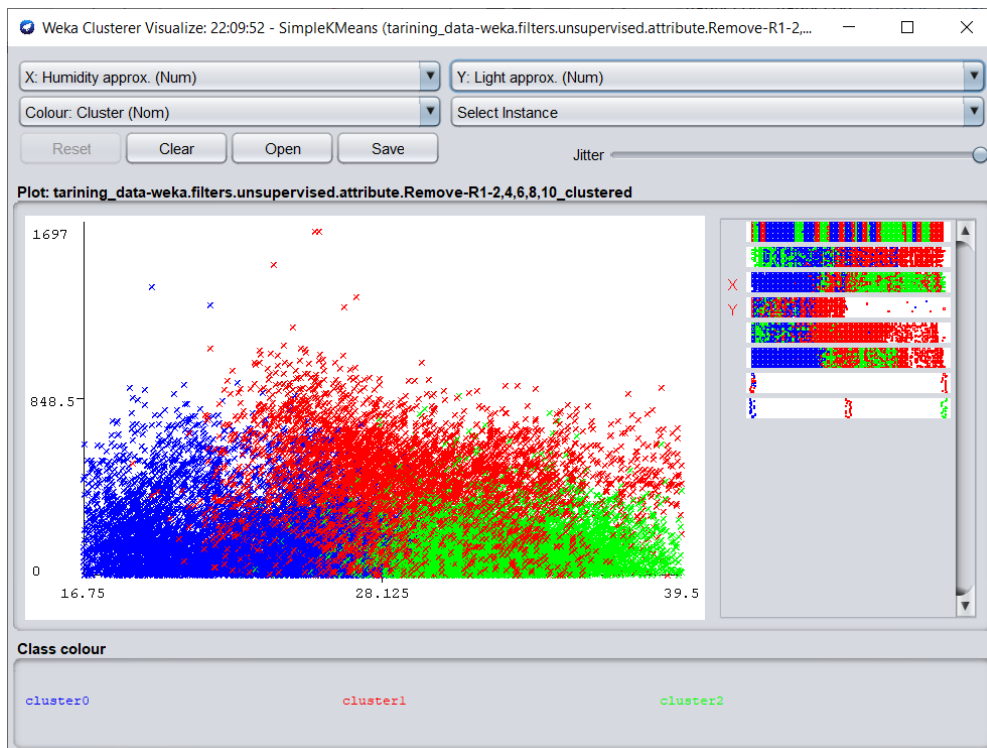 Weka Clusterer Visualize: 22:09:52 - SimpleKMeans (tarining_data-weka.filters.unsupervised.attribute.Remove-R1-2,...
X: Humidity approx. (Num)
Y: Light approx. (Num)
Colour: Cluster (Nom)
Select Instance
Reset
Clear
Open
Save
Jitter
Plot: tarining_data-weka.filters.unsupervised.attribute.Remove-R1-2,4,6,8,10_clustered
1697
848.5
0
16.75
28.125
39.5
X
Y
Class colour
cluster0
cluster1
cluster2